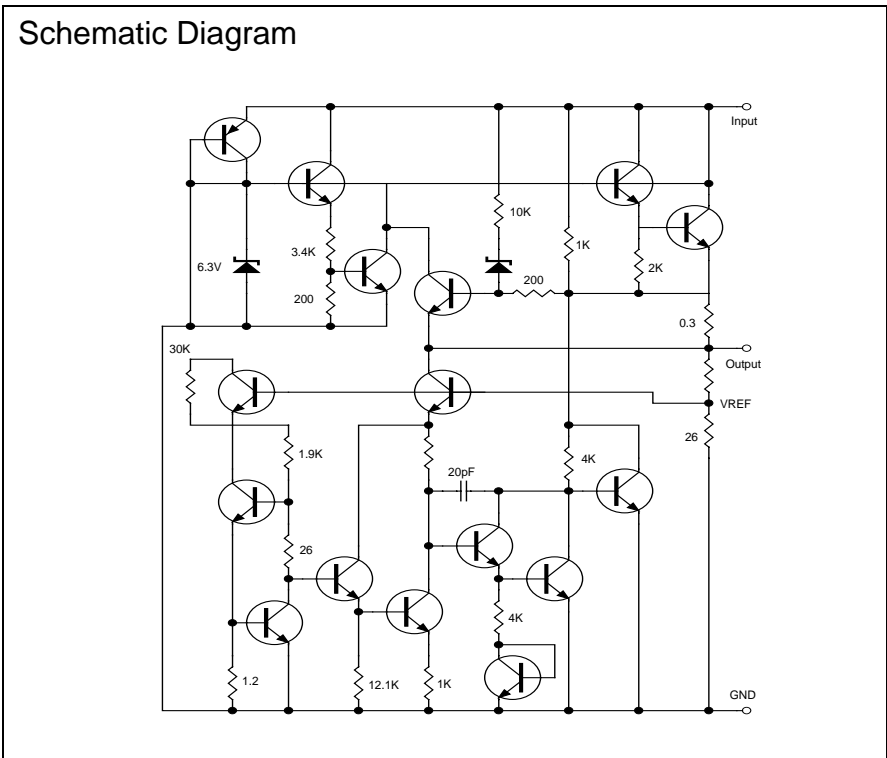 Schematic Diagram
Input
10K
3.4K
1K
6.3V
200
2K
200
0.3
30K
Output
VREF
26
1.9K
4K
20pF
26
4K
GND
1.2
12.1K
1K